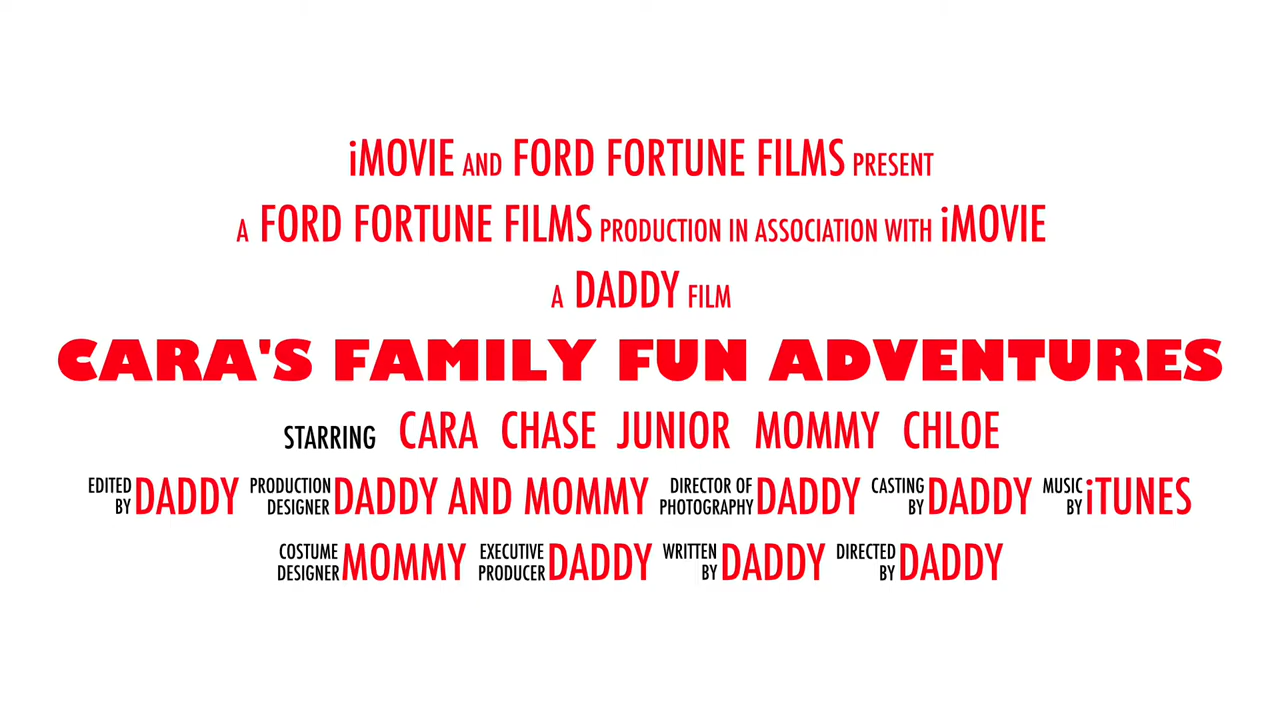 iMOVIE AND FORD FORTUNE FILMS PRESENT
A FORD FORTUNE FILMS PRODUCTION IN ASSOCIATION WITH iMOVIE
A DADDY FILM
CARA'S FAMILY FUN ADVENTURES
STARRING CARA CHASE JUNIOR MOMMY CHLOE
EDITED BY DADDY PRODUCTION DESIGNER DADDY AND MOMMY DIRECTOR OF PHOTOGRAPHY DADDY CASTING BY DADDY MUSIC BY iTUNES
COSTUME DESIGNER MOMMY EXECUTIVE PRODUCER DADDY WRITTEN BY DADDY DIRECTED BY DADDY